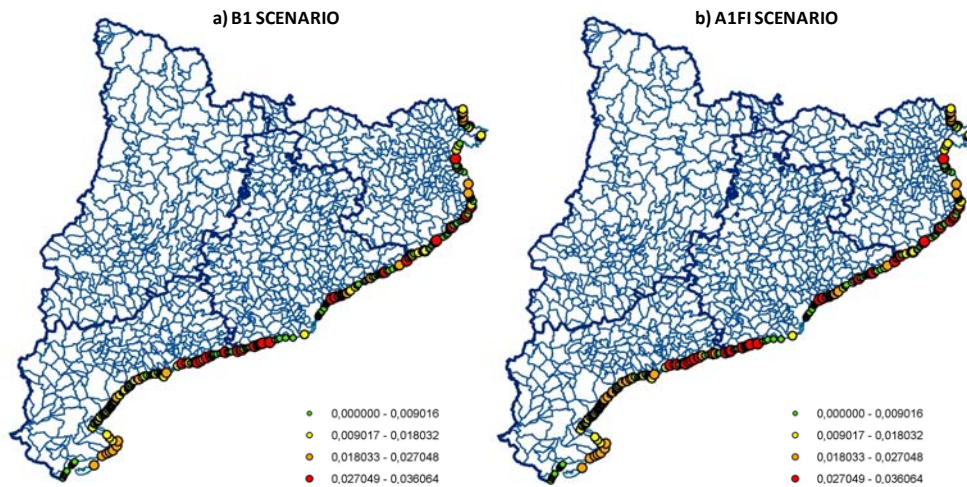 a) B1 SCENARIO
b) A1FI SCENARIO
0,000000 - 0,009016
0,009017 - 0,018032
0,018033 - 0,027048
0,027049 - 0,036064
0,000000 - 0,009016
0,009017 - 0,018032
0,018033 - 0,027048
0,027049 - 0,036064